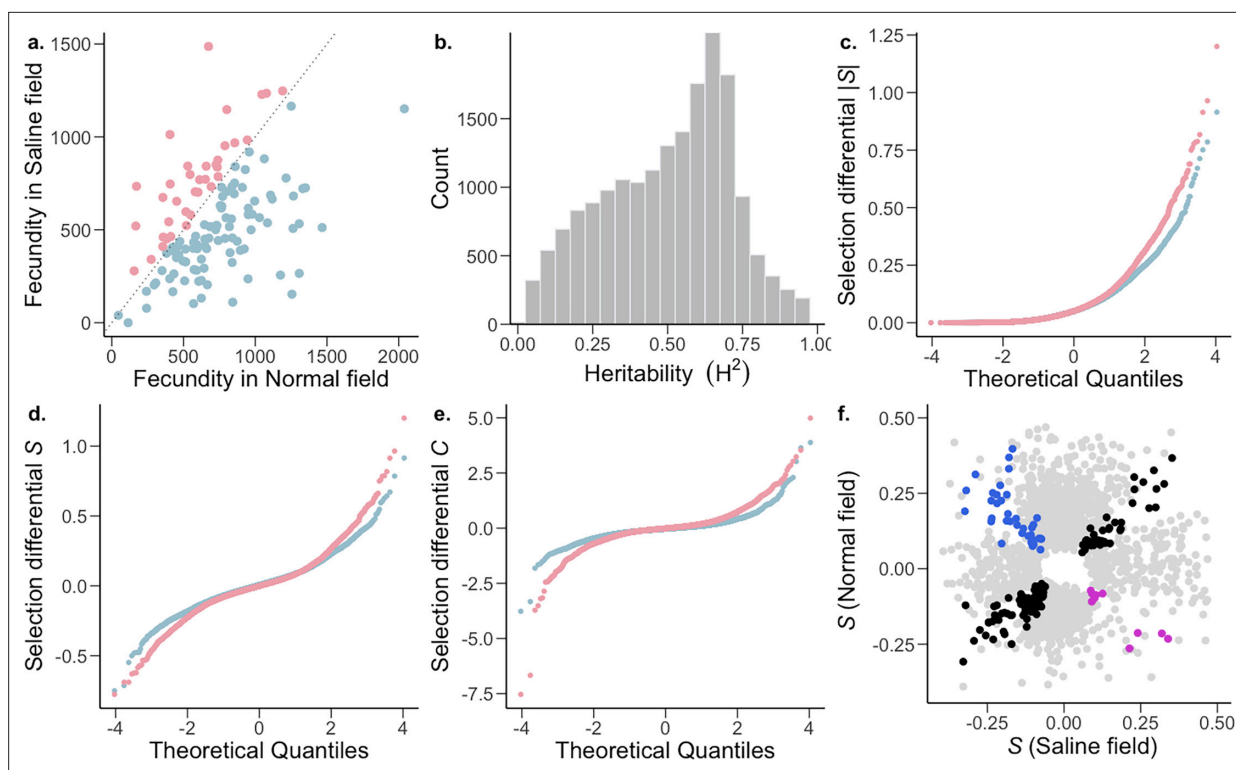 a.
1500
1000
500
0
Fecundity in Saline field
0 500 1000 1500 2000
Fecundity in Normal field
b.
1500
1000
500
0
Count
0.00 0.25 0.50 0.75 1.00
Heritability (H²)
c.
1.25
1.00
0.75
0.50
0.25
0.00
Selection differential |S|
-4 -2 0 2 4
Theoretical Quantiles
d.
1.0
0.5
0.0
-0.5
Selection differential S
-4 -2 0 2 4
Theoretical Quantiles
e.
5.0
2.5
0.0
-2.5
-5.0
-7.5
Selection differential C
-4 -2 0 2 4
Theoretical Quantiles
f.
0.50
0.25
0.00
-0.25
S (Normal field)
-0.25 0.00 0.25 0.50
S (Saline field)